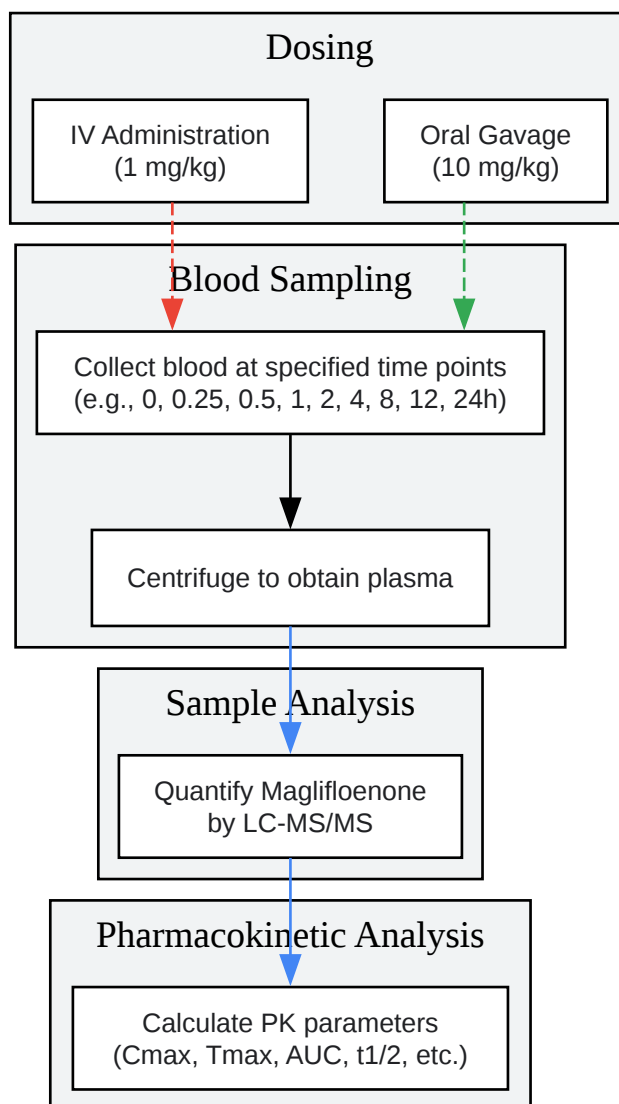 Dosing
IV Administration
(1 mg/kg)
Oral Gavage
(10 mg/kg)
Blood Sampling
Collect blood at specified time points
(e.g., 0, 0.25, 0.5, 1, 2, 4, 8, 12, 24h)
Centrifuge to obtain plasma
Sample Analysis
Quantify Maglifloenone
by LC-MS/MS
Pharmacokinetic Analysis
Calculate PK parameters
(Cmax, Tmax, AUC, t1/2, etc.)